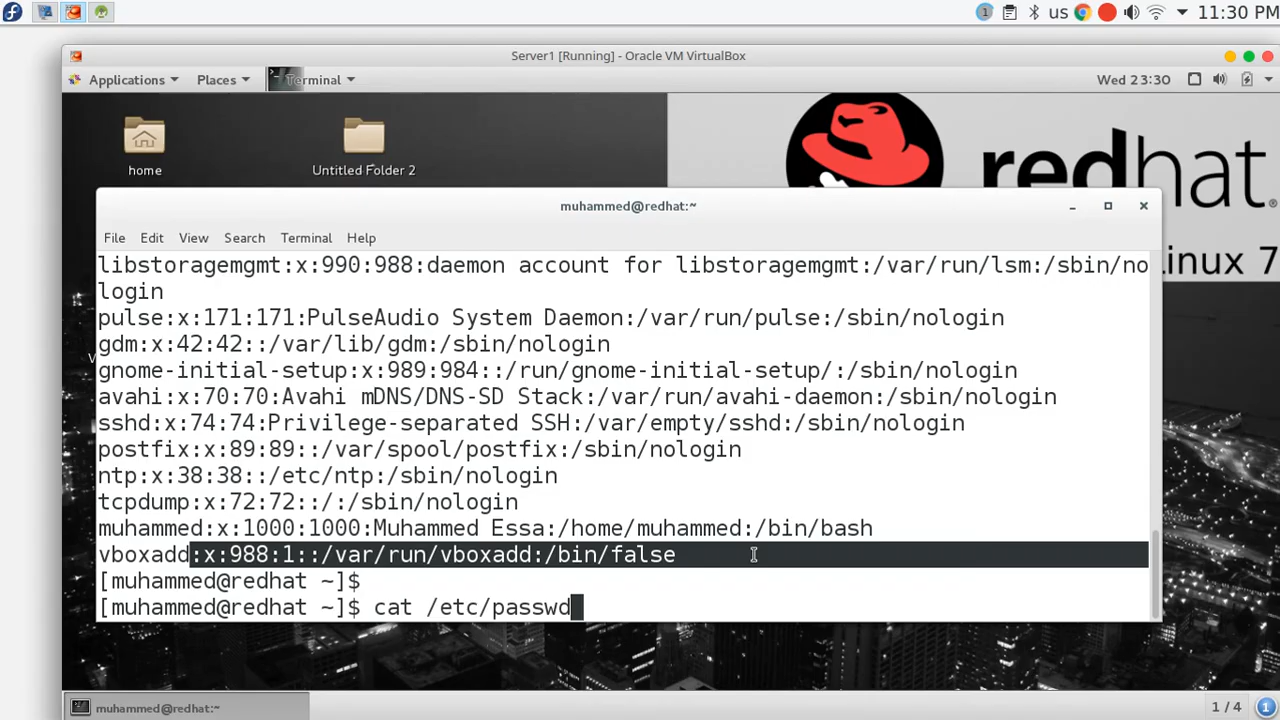 us 11:30 PM
Server1 [Running] - Oracle VM VirtualBox
Applications Places Terminal Wed 23:30
home Untitled Folder 2
redhat.
Linux 7
muhammed@redhat:~
File Edit View Search Terminal Help
libstoragemgmt:x:990:988:daemon account for libstoragemgmt:/var/run/lsm:/sbin/no
login
pulse:x:171:171:PulseAudio System Daemon:/var/run/pulse:/sbin/nologin
gdm:x:42:42::/var/lib/gdm:/sbin/nologin
gnome-initial-setup:x:989:984::/run/gnome-initial-setup/:/sbin/nologin
avahi:x:70:70:Avahi mDNS/DNS-SD Stack:/var/run/avahi-daemon:/sbin/nologin
sshd:x:74:74:Privilege-separated SSH:/var/empty/sshd:/sbin/nologin
postfix:x:89:89::/var/spool/postfix:/sbin/nologin
ntp:x:38:38::/etc/ntp:/sbin/nologin
tcpdump:x:72:72::/:/sbin/nologin
muhammed:x:1000:1000:Muhammed Essa:/home/muhammed:/bin/bash
vboxadd:x:988:1::/var/run/vboxadd:/bin/false
[muhammed@redhat ~]$
[muhammed@redhat ~]$ cat /etc/passwd
muhammed@redhat:~ 1 / 4 1